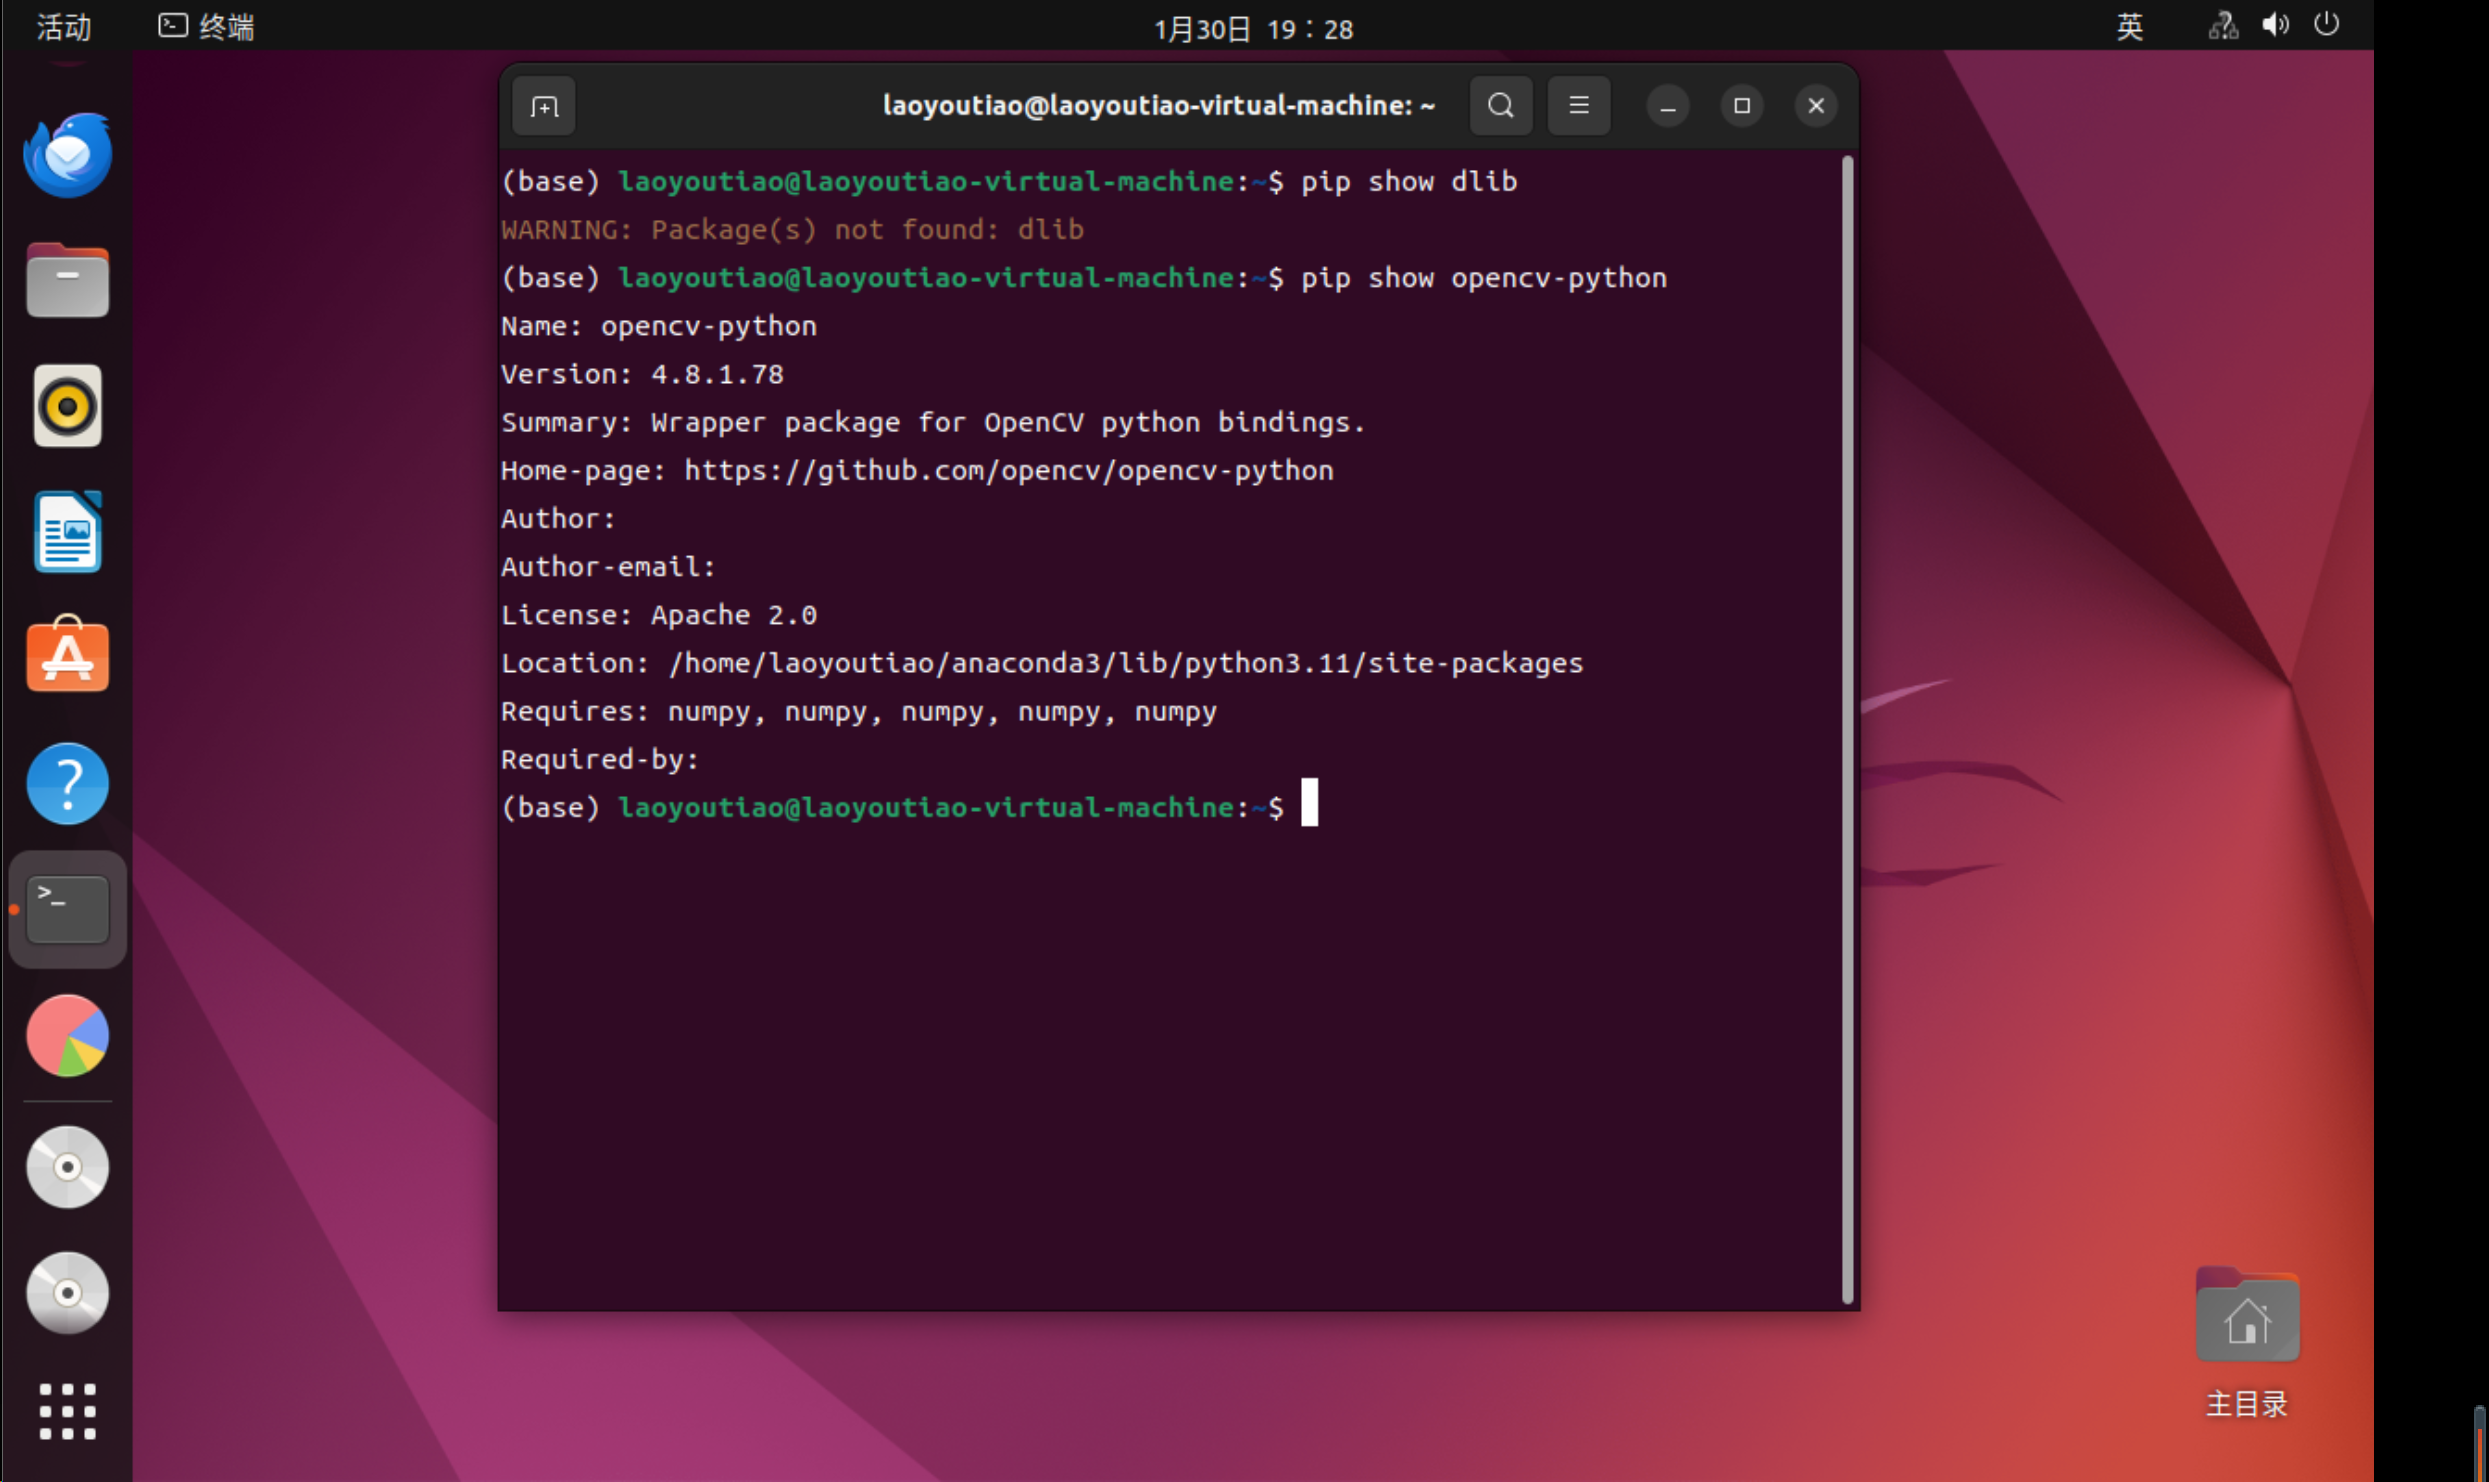 活动
终端
1月30日 19：28
英
laoyoutiao@laoyoutiao-virtual-machine: ~
(base) laoyoutiao@laoyoutiao-virtual-machine:~$ pip show dlib
WARNING: Package(s) not found: dlib
(base) laoyoutiao@laoyoutiao-virtual-machine:~$ pip show opencv-python
Name: opencv-python
Version: 4.8.1.78
Summary: Wrapper package for OpenCV python bindings.
Home-page: https://github.com/opencv/opencv-python
Author:
Author-email:
License: Apache 2.0
Location: /home/laoyoutiao/anaconda3/lib/python3.11/site-packages
Requires: numpy, numpy, numpy, numpy, numpy
Required-by:
(base) laoyoutiao@laoyoutiao-virtual-machine:~$
主目录